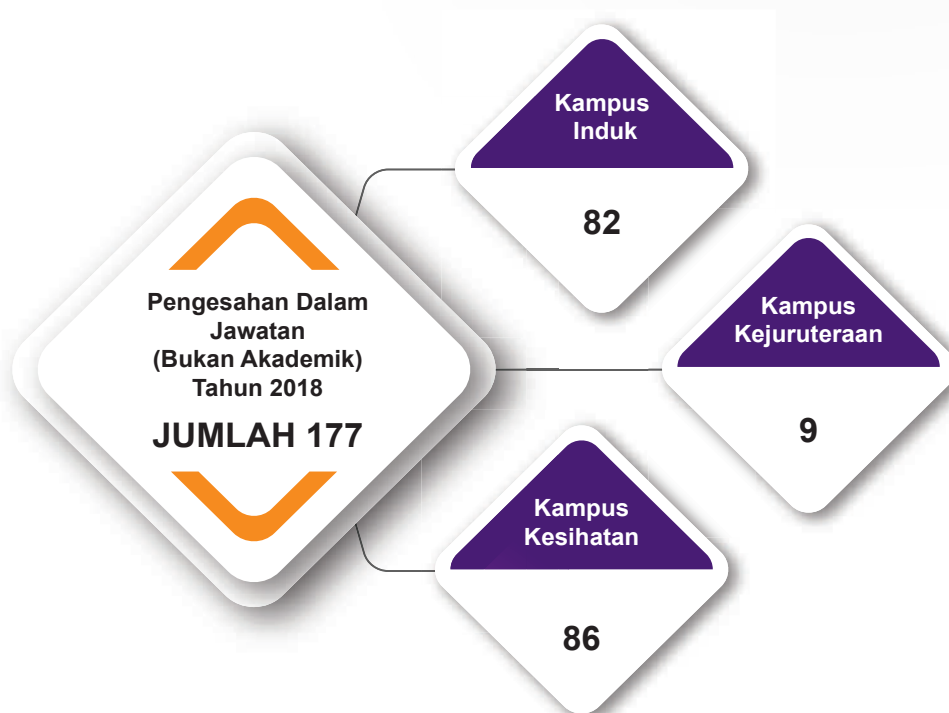 Pengesahan Dalam
Jawatan
(Bukan Akademik)
Tahun 2018
JUMLAH 177
Kampus
Induk
82
Kampus
Kejuruteraan
9
Kampus
Kesihatan
86